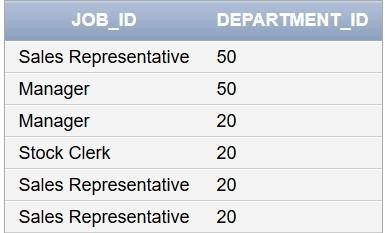 JOB_ID DEPARTMENT_ID
Sales Representative 50
Manager 50
Manager 20
Stock Clerk 20
Sales Representative 20
Sales Representative 20